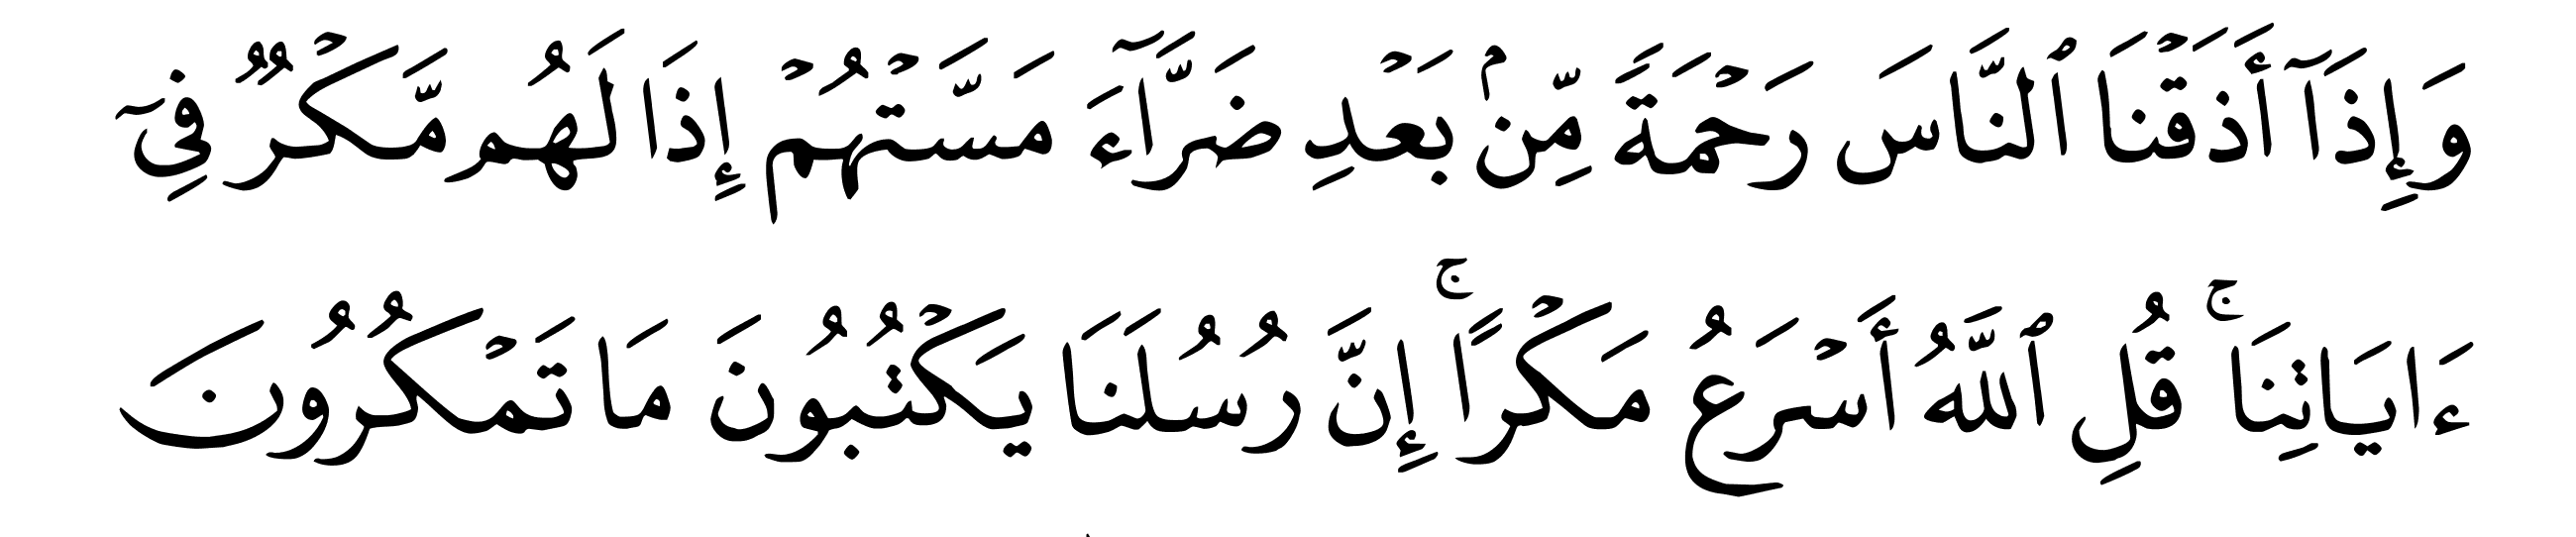 وَإِذَآ أَذَقۡنَا ٱلنَّاسَ رَحۡمَةٗ مِّنۢ بَعۡدِ ضَرَّآءَ مَسَّتۡهُمۡ إِذَا لَهُم مَّكۡرٞ فِيٓ
ءَايَاتِنَاۚ قُلِ ٱللَّهُ أَسۡرَعُ مَكۡرًاۚ إِنَّ رُسُلَنَا يَكۡتُبُونَ مَا تَمۡكُرُونَ